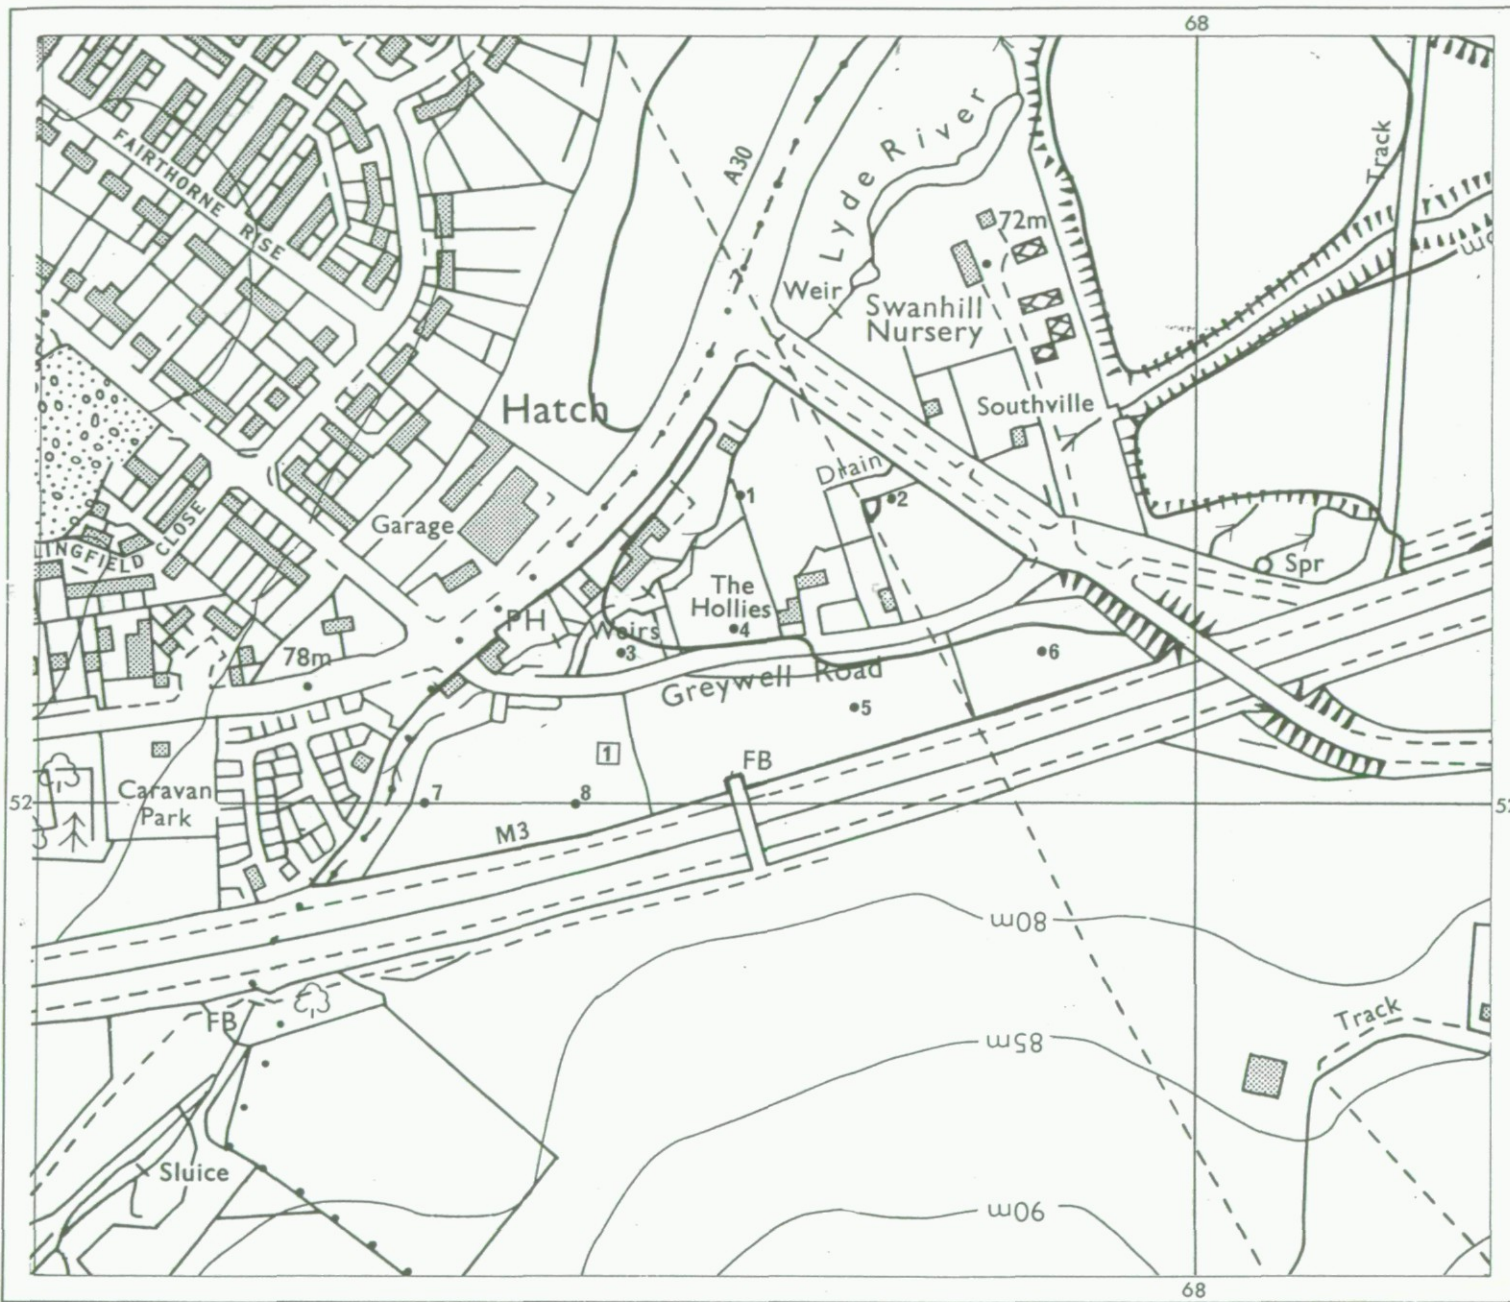 68
FAIRTHORNE RISE
A30
Lyde River
Track
72m
Weir
Swanhill
Nursery
Hatch
Southville
Drain
1
2
Garage
CLOSE
LINGFIELD
The
Hollies
Spr
PH
Weirs
4
3
78m
6
Greywell Road
5
1
FB
52
Caravan
Park
7
8
52
M3
80m
FB
Track
85m
Sluice
90m
68